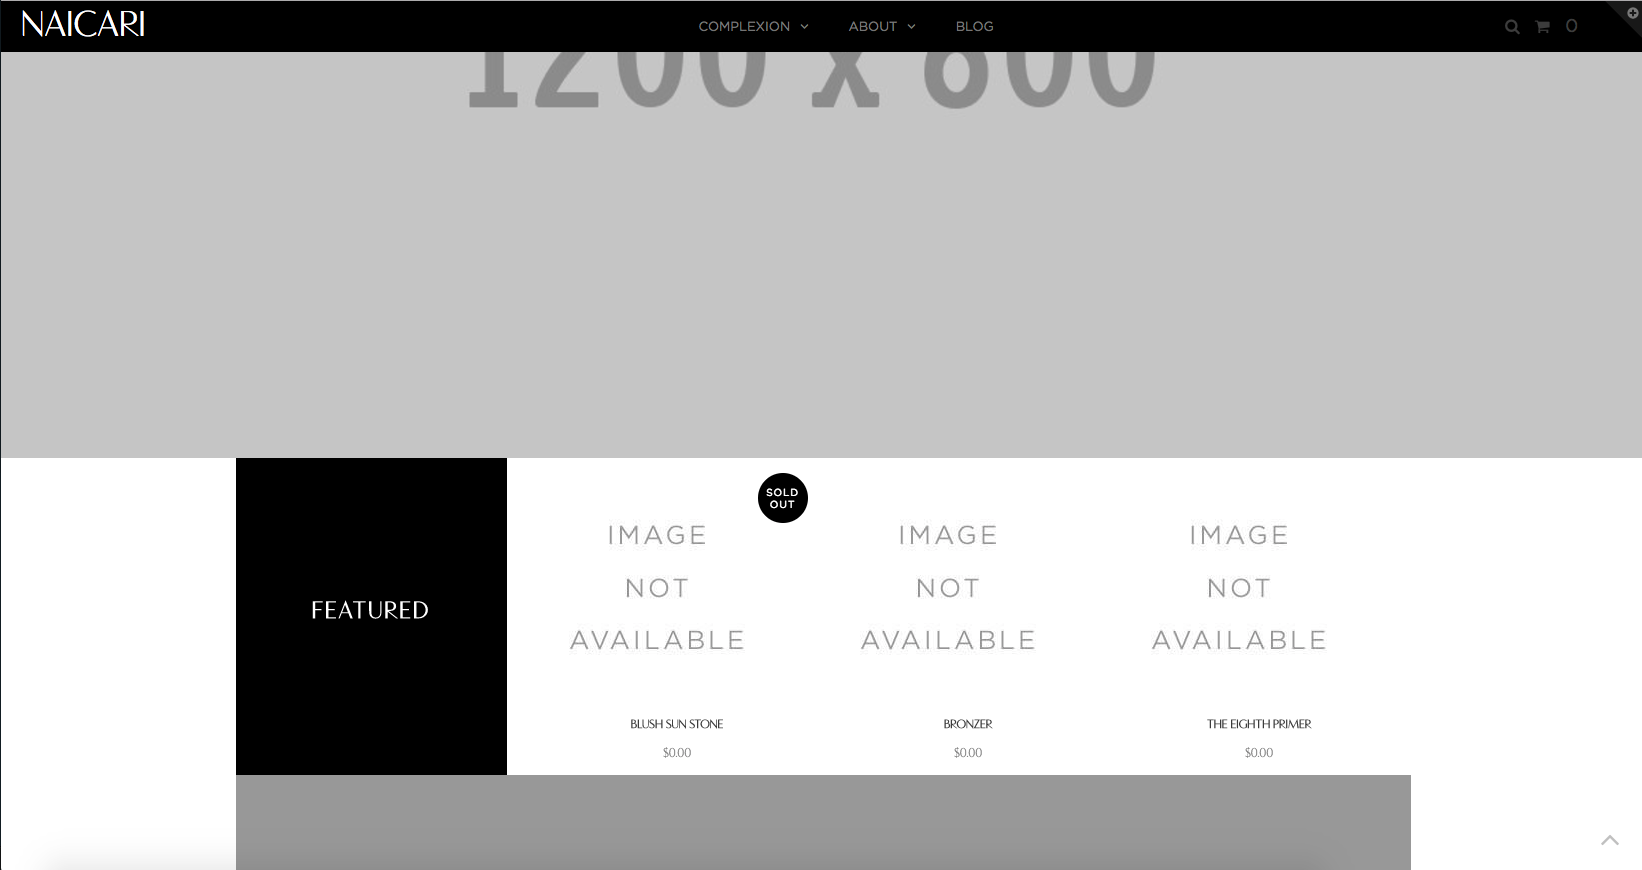 NAICARI
COMPLEXION
ABOUT
BLOG
0
1200 x 800
FEATURED
SOLD
OUT
IMAGE
NOT
AVAILABLE
BLUSH SUN STONE
$0.00
IMAGE
NOT
AVAILABLE
BRONZER
$0.00
IMAGE
NOT
AVAILABLE
THE EIGHTH PRIMER
$0.00